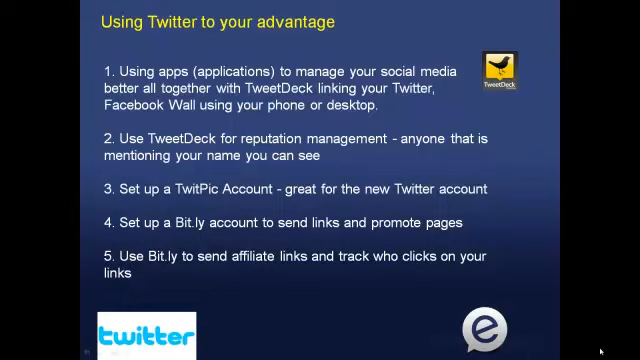 Using Twitter to your advantage
1. Using apps (applications) to manage your social media
better all together with TweetDeck linking your Twitter,
Facebook Wall using your phone or desktop.
TweetDeck
2. Use TweetDeck for reputation management - anyone that is
mentioning your name you can see
3. Set up a TwitPic Account - great for the new Twitter account
4. Set up a Bit.ly account to send links and promote pages
5. Use Bit.ly to send affiliate links and track who clicks on your
links
twitter
e